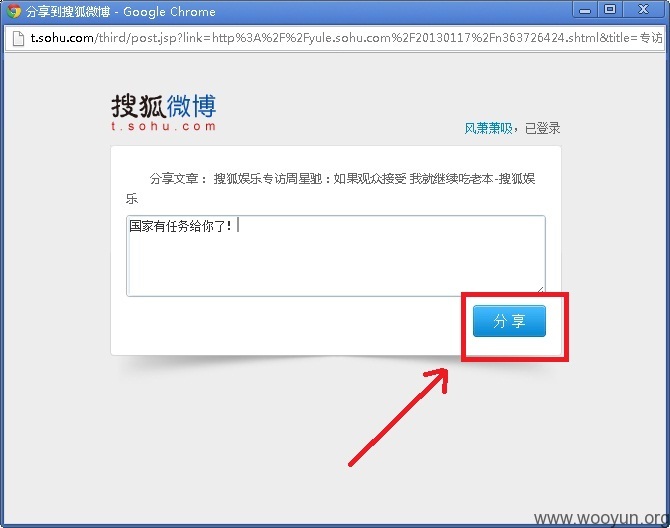 分享到搜狐微博 - Google Chrome
t.sohu.com/third/post.jsp?link=http%3A%2F%2Fyule.sohu.com%2F20130117%2Fn363726424.shtml&title=专访
搜狐微博
t.sohu.com
风萧萧吸，已登录
分享文章： 搜狐娱乐专访周星驰：如果观众接受 我就继续吃老本-搜狐娱
乐
国家有任务给你了！
分 享
www.wooyun.org